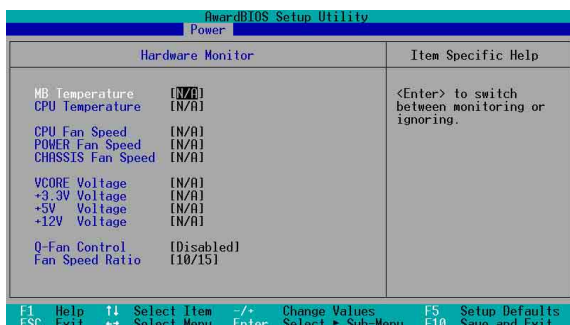 AwardBIOS Setup Utility
Power
Hardware Monitor
Item Specific Help
MB Temperature [N/A]
CPU Temperature [N/A]
CPU Fan Speed [N/A]
POWER Fan Speed [N/A]
CHASSIS Fan Speed [N/A]
VCORE Voltage [N/A]
+3.3V Voltage [N/A]
+5V Voltage [N/A]
+12V Voltage [N/A]
Q-Fan Control [Disabled]
Fan Speed Ratio [10/15]
<Enter> to switch
between monitoring or
ignoring.
F1 Help ↑↓ Select Item -/+ Change Values F5 Setup Defaults
ESC Exit ←→ Select Menu Enter Select ► Sub-Menu F10 Save and Exit